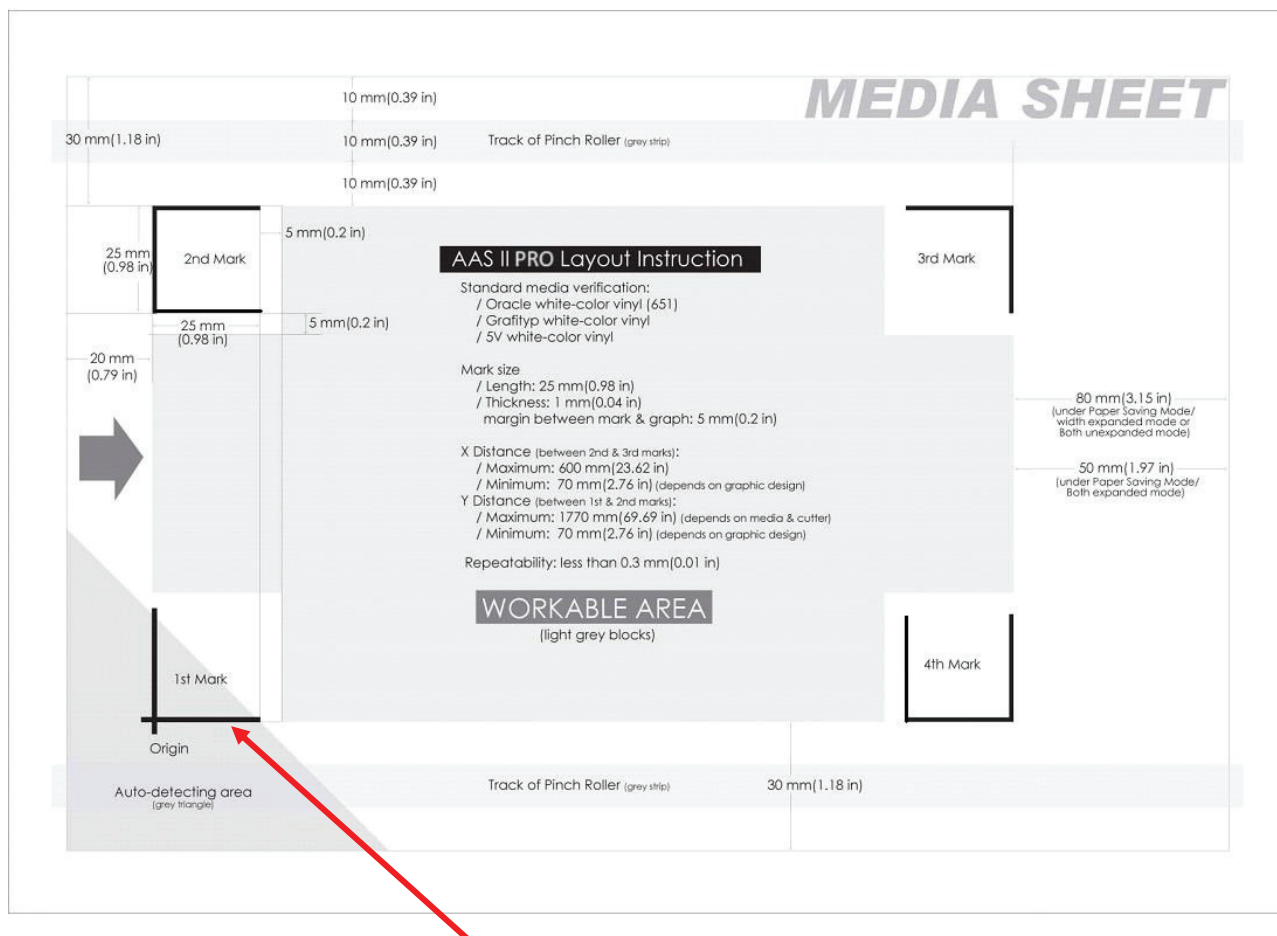 MEDIA SHEET
10 mm(0.39 in)
30 mm(1.18 in)
10 mm(0.39 in)
Track of Pinch Roller (grey strip)
10 mm(0.39 in)
5 mm(0.2 in)
25 mm
(0.98 in)
2nd Mark
25 mm
(0.98 in)
5 mm(0.2 in)
20 mm
(0.79 in)
AAS II PRO Layout Instruction
Standard media verification:
/ Oracle white-color vinyl (651)
/ Grafityp white-color vinyl
/ 5V white-color vinyl
Mark size
/ Length: 25 mm(0.98 in)
/ Thickness: 1 mm(0.04 in)
margin between mark & graph: 5 mm(0.2 in)
X Distance (between 2nd & 3rd marks):
/ Maximum: 600 mm(23.62 in)
/ Minimum: 70 mm(2.76 in) (depends on graphic design)
Y Distance (between 1st & 2nd marks):
/ Maximum: 1770 mm(69.69 in) (depends on media & cutter)
/ Minimum: 70 mm(2.76 in) (depends on graphic design)
Repeatability: less than 0.3 mm(0.01 in)
WORKABLE AREA
(light grey blocks)
3rd Mark
80 mm(3.15 in)
(under Paper Saving Mode/
width expanded mode or
Both unexpanded mode)
50 mm(1.97 in)
(under Paper Saving Mode/
Both expanded mode)
1st Mark
4th Mark
Origin
Auto-detecting area
(grey triangle)
Track of Pinch Roller (grey strip)
30 mm(1.18 in)